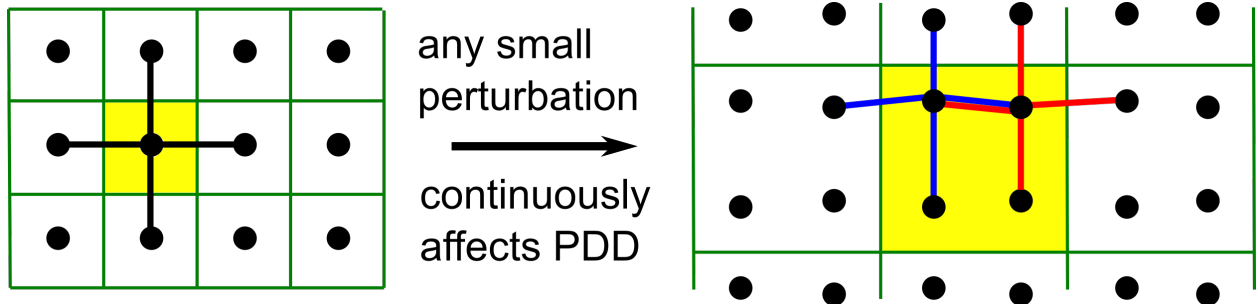 any small
perturbation
continuously
affects PDD